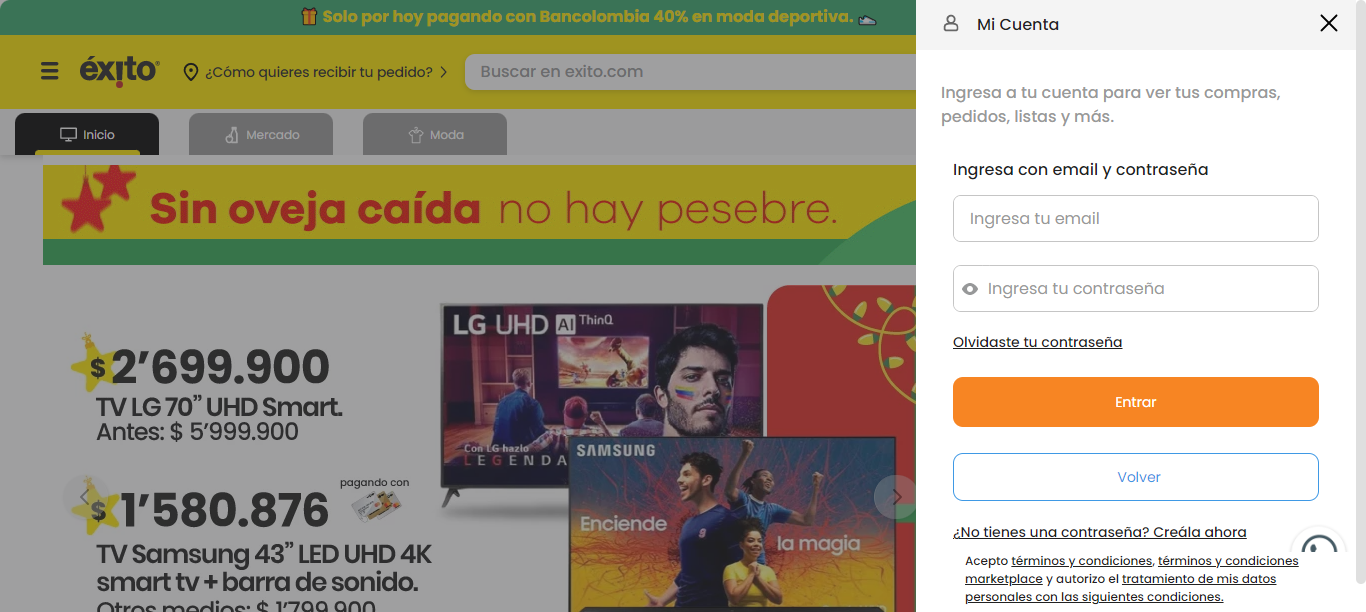 Solo por hoy pagando con Bancolombia 40% en moda deportiva.
éxito
¿Cómo quieres recibir tu pedido?
Buscar en exito.com
Inicio
Mercado
Moda
Sin oveja caída no hay pesebre.
$2’699.900
TV LG 70” UHD Smart.
Antes: $ 5’999.900
$1’580.876
pagando con
TV Samsung 43” LED UHD 4K
smart tv + barra de sonido.
Otros medios: $ 1’799.900
LG UHD AI ThinQ
Con LG hazlo
LEGENDA
SAMSUNG
Enciende
la magia
Mi Cuenta
Ingresa a tu cuenta para ver tus compras,
pedidos, listas y más.
Ingresa con email y contraseña
Ingresa tu email
Ingresa tu contraseña
Olvidaste tu contraseña
Entrar
Volver
¿No tienes una contraseña? Creála ahora
Acepto términos y condiciones, términos y condiciones
marketplace y autorizo el tratamiento de mis datos
personales con las siguientes condiciones.